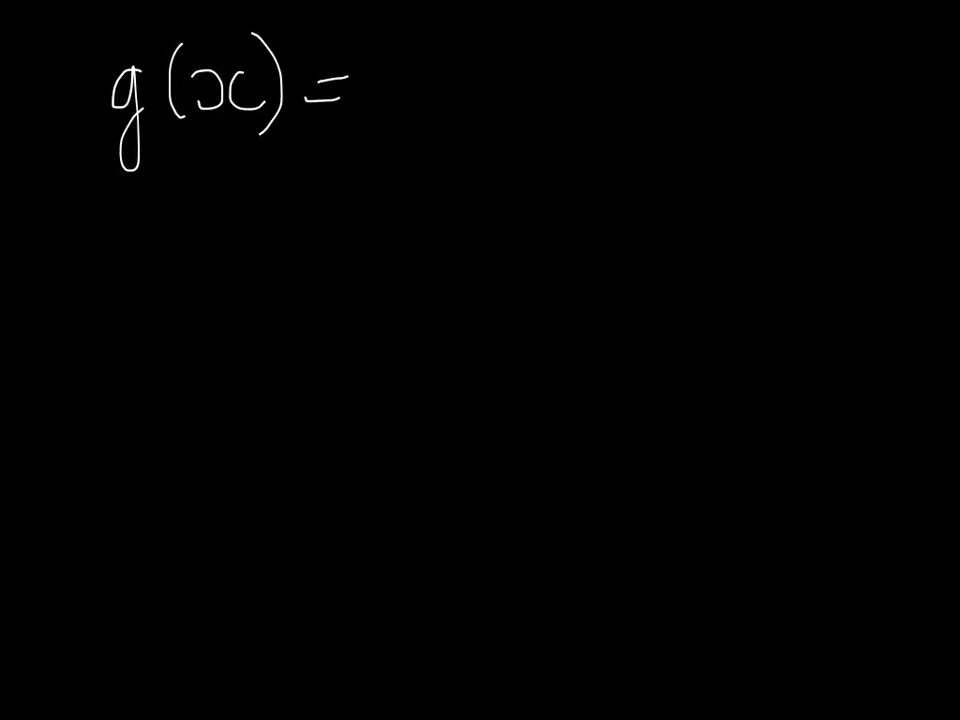 g(x) =